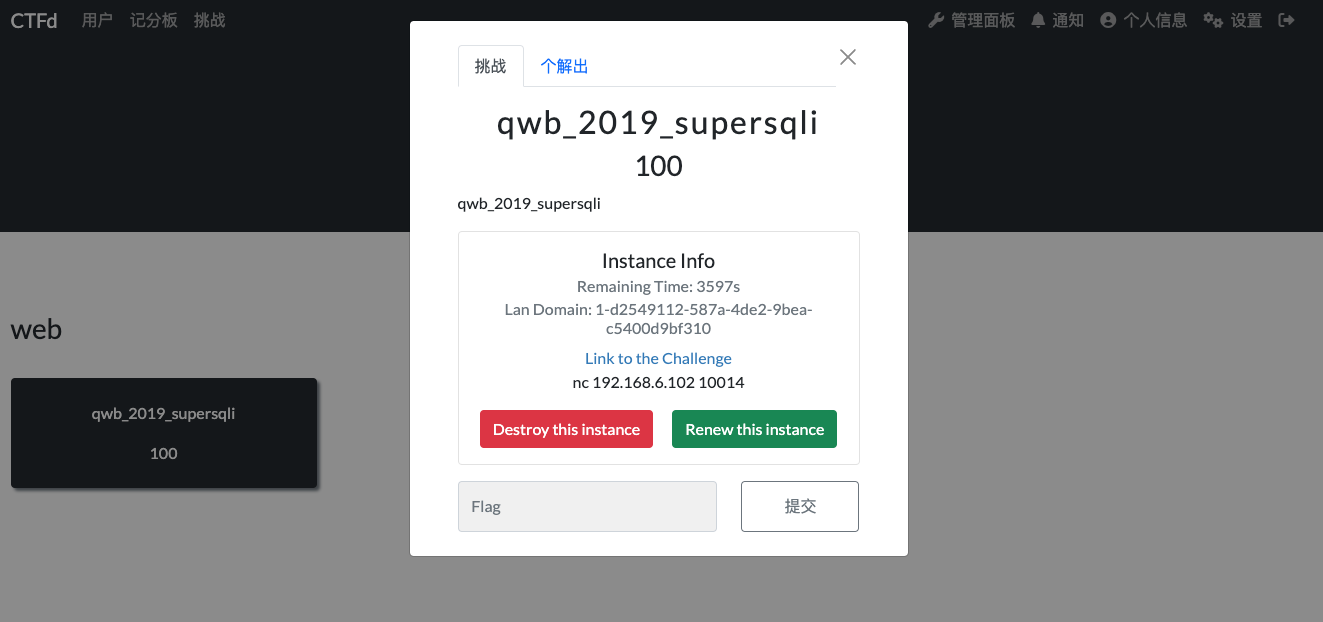 CTFd 用户 记分板 挑战 管理面板 通知 个人信息 设置
挑战 个解出
qwb_2019_supersqli
100
qwb_2019_supersqli
Instance Info
Remaining Time: 3597s
Lan Domain: 1-d2549112-587a-4de2-9bea-
c5400d9bf310
Link to the Challenge
nc 192.168.6.102 10014
Destroy this instance Renew this instance
Flag 提交
web
qwb_2019_supersqli
100